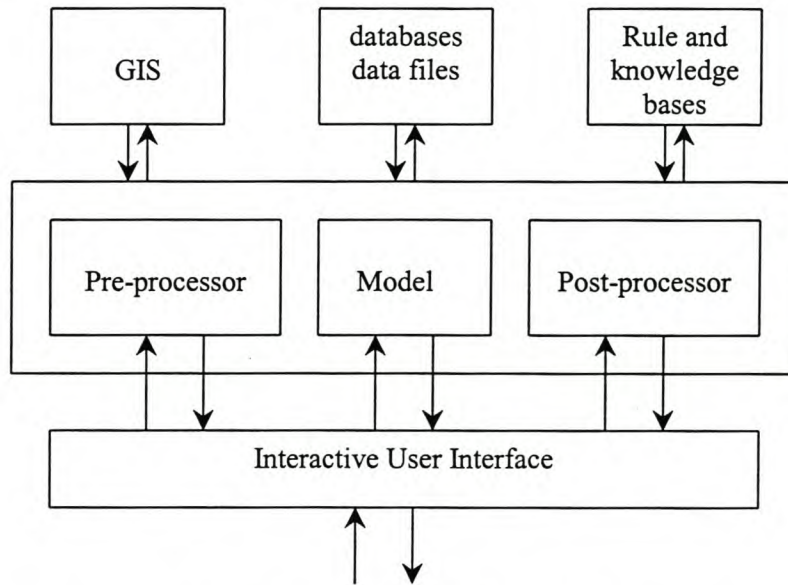 GIS
databases
data files
Rule and
knowledge
bases
Pre-processor
Model
Post-processor
Interactive User Interface